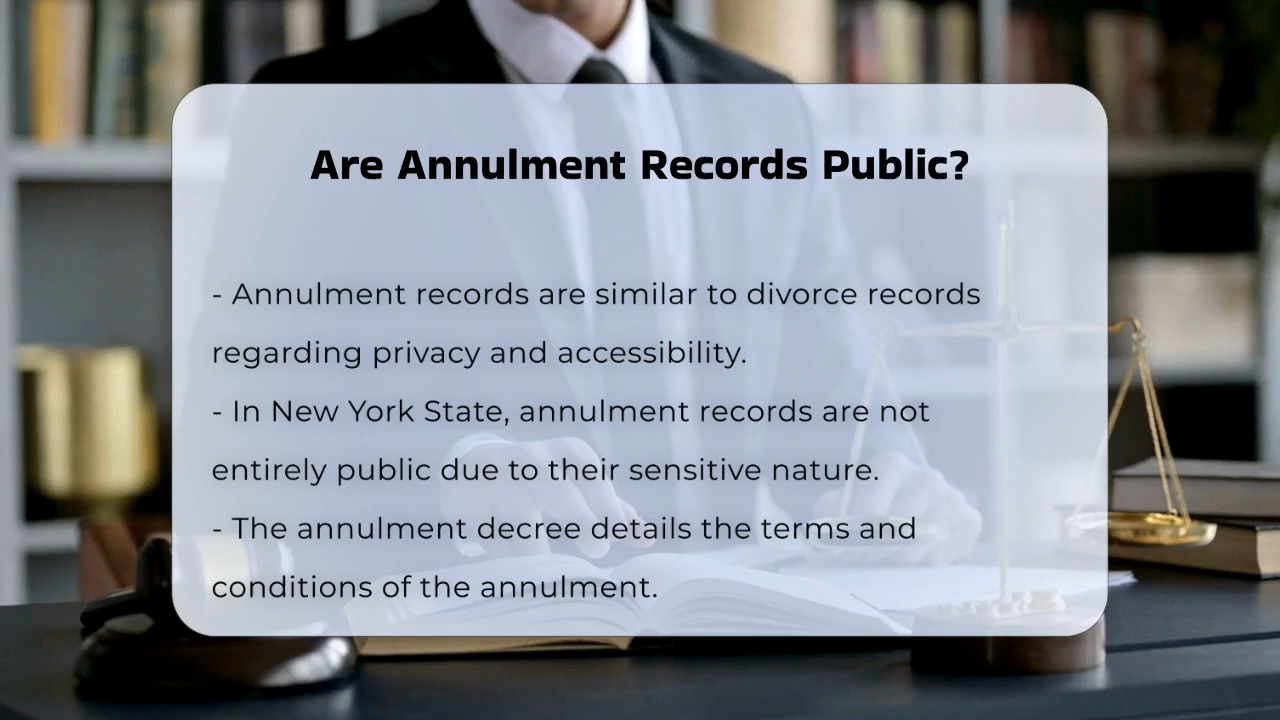 Are Annulment Records Public?
- Annulment records are similar to divorce records
regarding privacy and accessibility.
- In New York State, annulment records are not
entirely public due to their sensitive nature.
- The annulment decree details the terms and
conditions of the annulment.